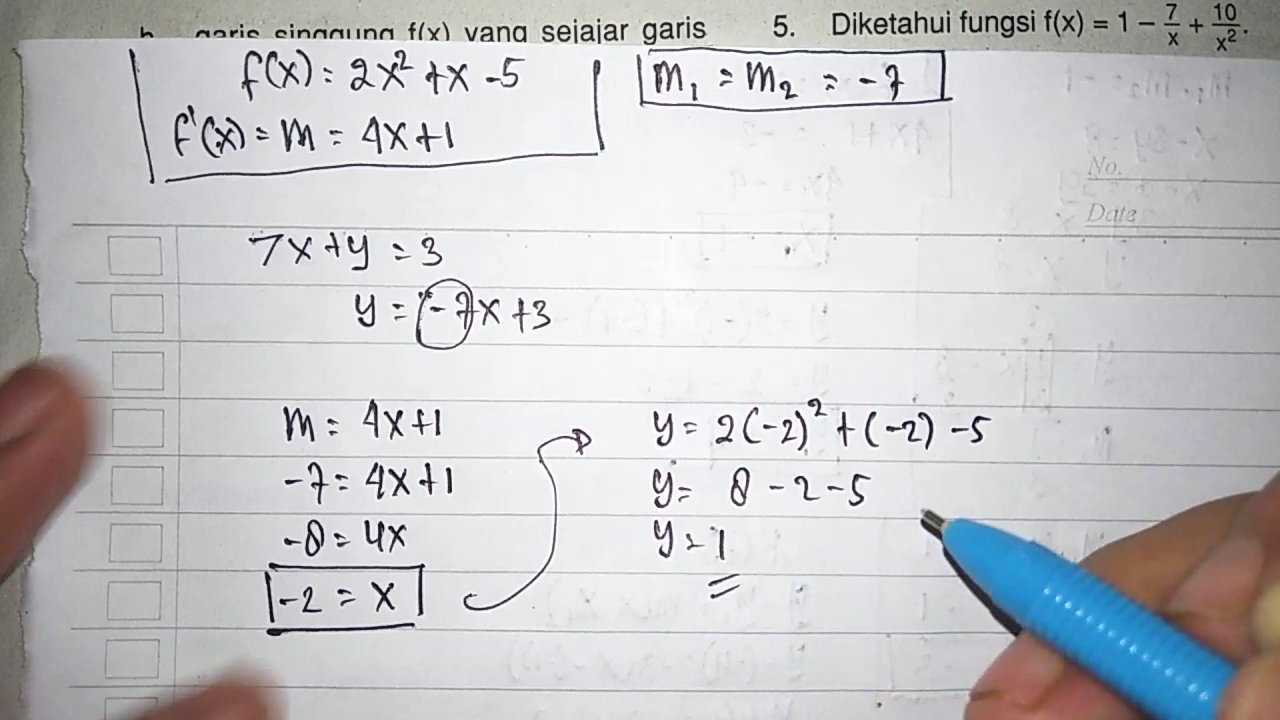 garis singgung f(x) yang sejajar garis
5. Diketahui fungsi f(x) = 1 − 7/x + 10/x².
f(x) = 2x² + x - 5
f'(x) = m = 4x+1
m₁ = m₂ = -7
No.
Date
7x + y = 3
y = -7x + 3
m = 4x+1
-7 = 4x+1
-8 = 4x
-2 = x
y = 2(-2)² + (-2) - 5
y = 8 - 2 - 5
y = 1